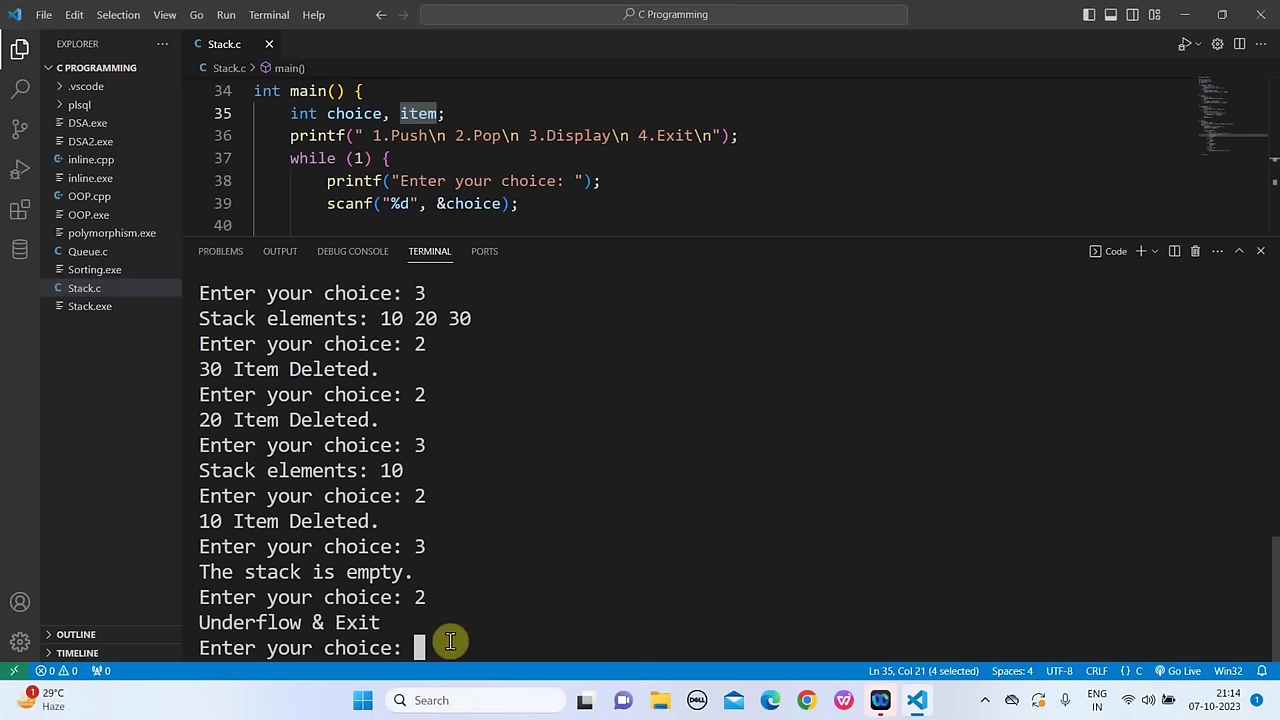 File Edit Selection View Go Run Terminal Help
C Programming
EXPLORER
C PROGRAMMING
.vscode
plsql
DSA.exe
DSA2.exe
inline.cpp
inline.exe
OOP.cpp
OOP.exe
polymorphism.exe
Queue.c
Sorting.exe
Stack.c
Stack.exe
OUTLINE
TIMELINE
C Stack.c
C Stack.c > main()
34 int main() {
35 int choice, item;
36 printf(" 1.Push\n 2.Pop\n 3.Display\n 4.Exit\n");
37 while (1) {
38 printf("Enter your choice: ");
39 scanf("%d", &choice);
40
PROBLEMS OUTPUT DEBUG CONSOLE TERMINAL PORTS
Code
Enter your choice: 3
Stack elements: 10 20 30
Enter your choice: 2
30 Item Deleted.
Enter your choice: 2
20 Item Deleted.
Enter your choice: 3
Stack elements: 10
Enter your choice: 2
10 Item Deleted.
Enter your choice: 3
The stack is empty.
Enter your choice: 2
Underflow & Exit
Enter your choice:
0 0 0 Ln 35, Col 21 (4 selected) Spaces: 4 UTF-8 CRLF {} C Go Live Win32
1
29°C
Haze
Search
DELL
ENG
IN
21:14
07-10-2023
1